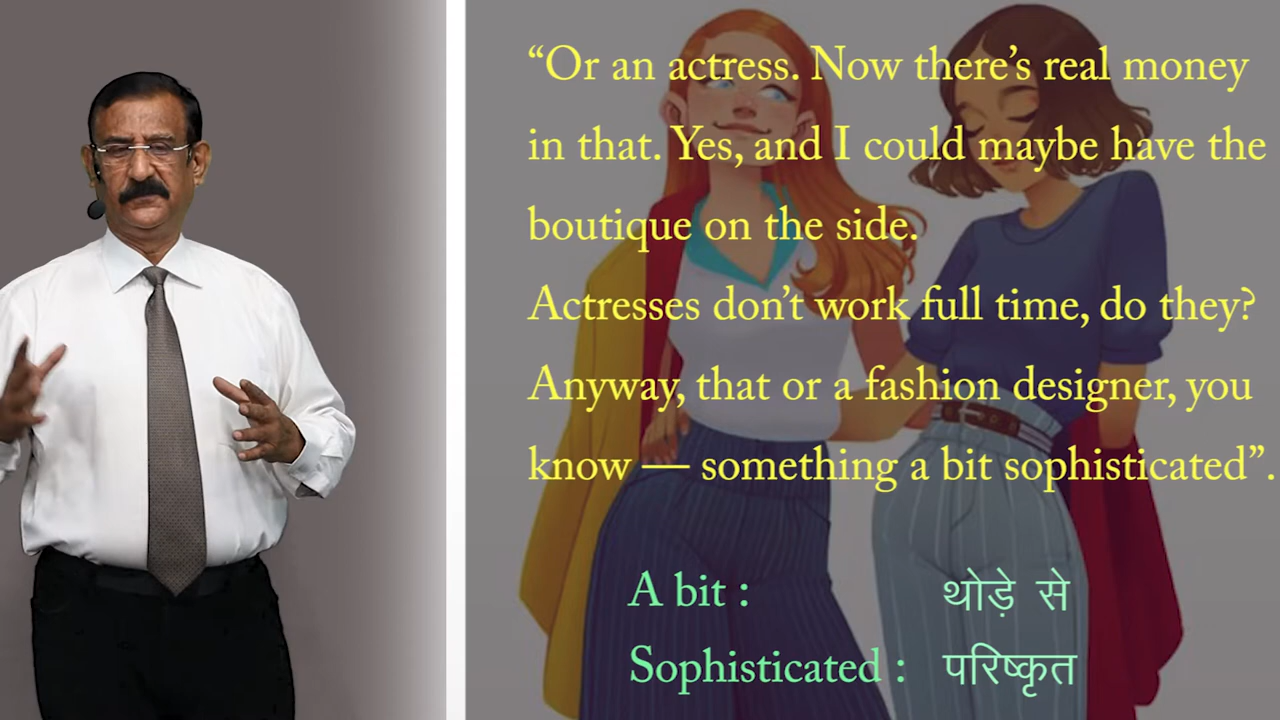 “Or an actress. Now there’s real money
in that. Yes, and I could maybe have the
boutique on the side.
Actresses don’t work full time, do they?
Anyway, that or a fashion designer, you
know — something a bit sophisticated”.
A bit : थोड़े से
Sophisticated : परिष्कृत